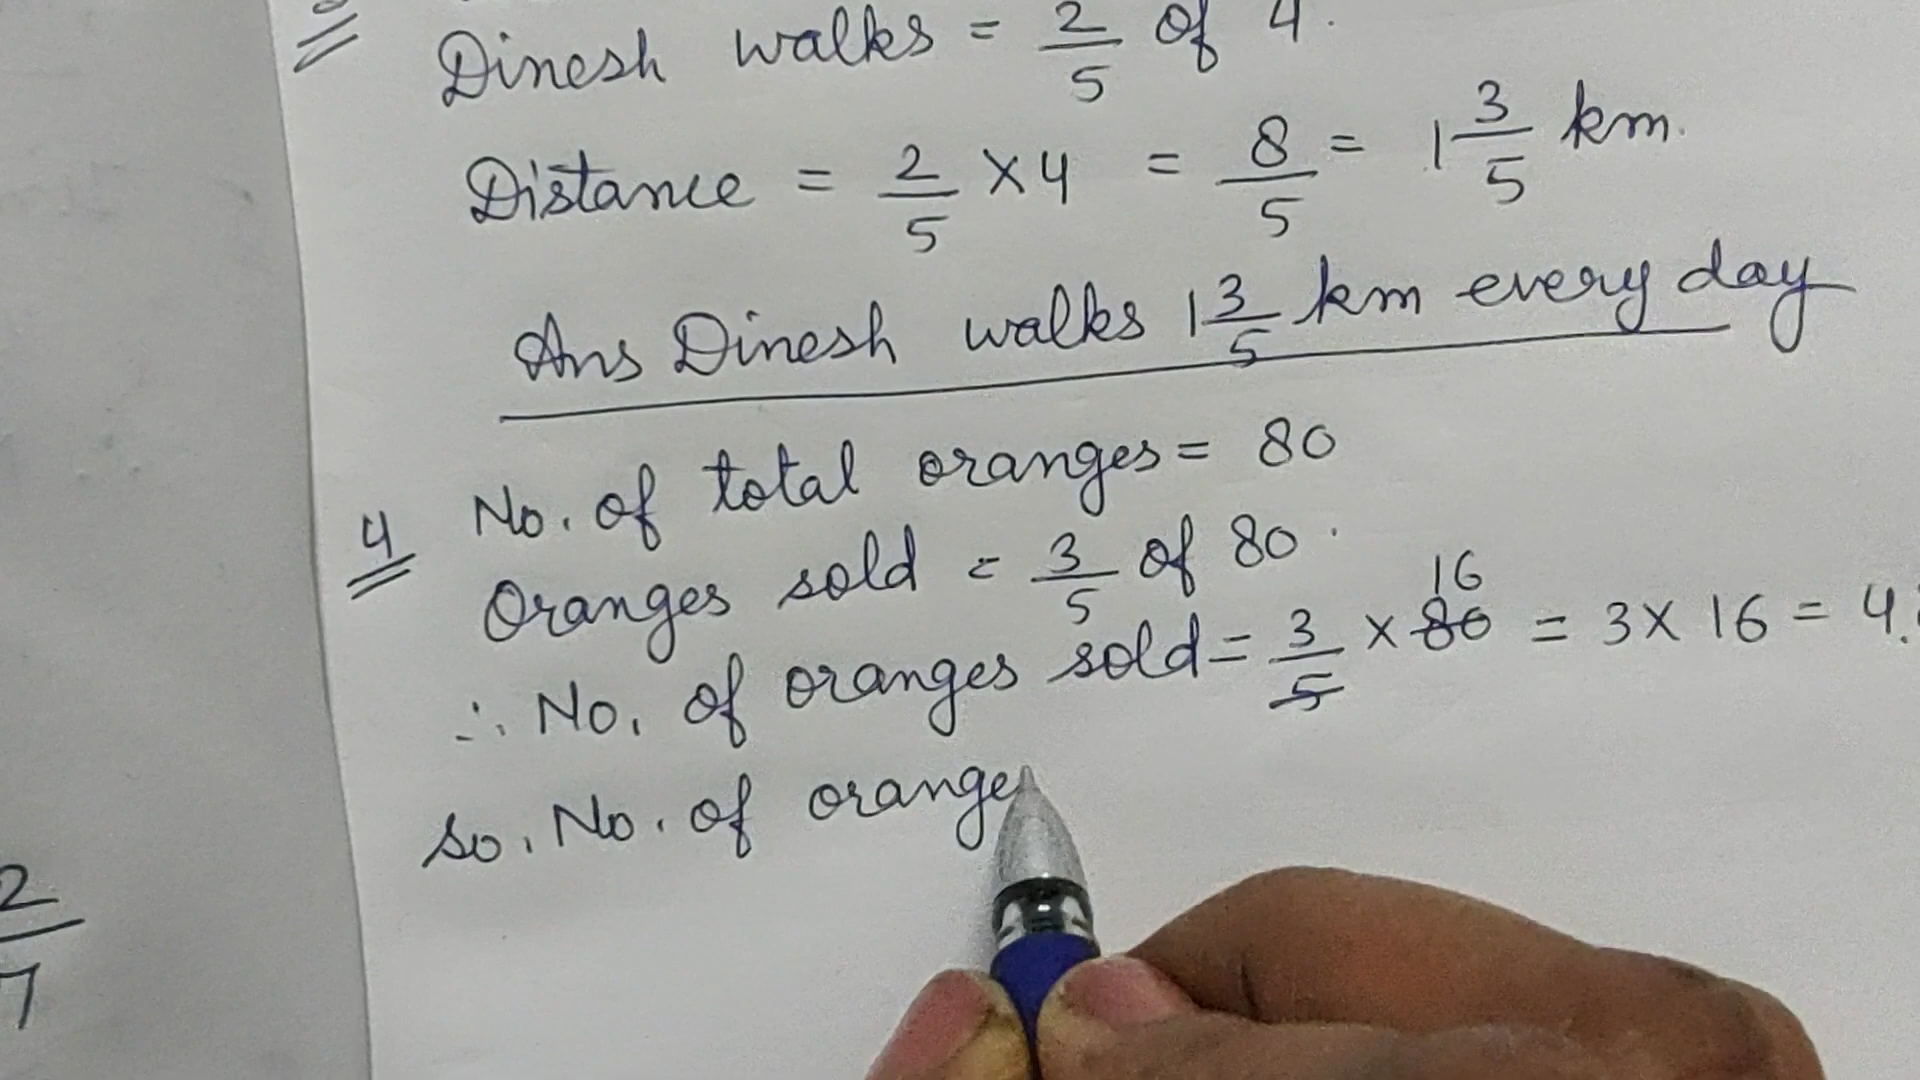 Dinesh walks = 2/5 of 4.
Distance = 2/5 × 4 = 8/5 = 1 3/5 km.
Ans Dinesh walks 1 3/5 km every day
4 No. of total oranges = 80
Oranges sold = 3/5 of 80.
∴ No. of oranges sold = 3/5 × 80 16 = 3 × 16 = 4
so, No. of orange
2/7